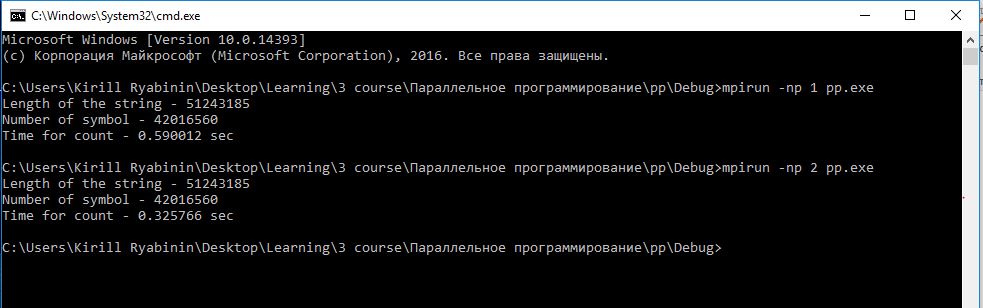 C:\Windows\System32\cmd.exe
Microsoft Windows [Version 10.0.14393]
(c) Корпорация Майкрософт (Microsoft Corporation), 2016. Все права защищены.
C:\Users\Kirill Ryabinin\Desktop\Learning\3 course\Параллельное программирование\pp\Debug>mpirun -np 1 pp.exe
Length of the string - 51243185
Number of symbol - 42016560
Time for count - 0.590012 sec
C:\Users\Kirill Ryabinin\Desktop\Learning\3 course\Параллельное программирование\pp\Debug>mpirun -np 2 pp.exe
Length of the string - 51243185
Number of symbol - 42016560
Time for count - 0.325766 sec
C:\Users\Kirill Ryabinin\Desktop\Learning\3 course\Параллельное программирование\pp\Debug>